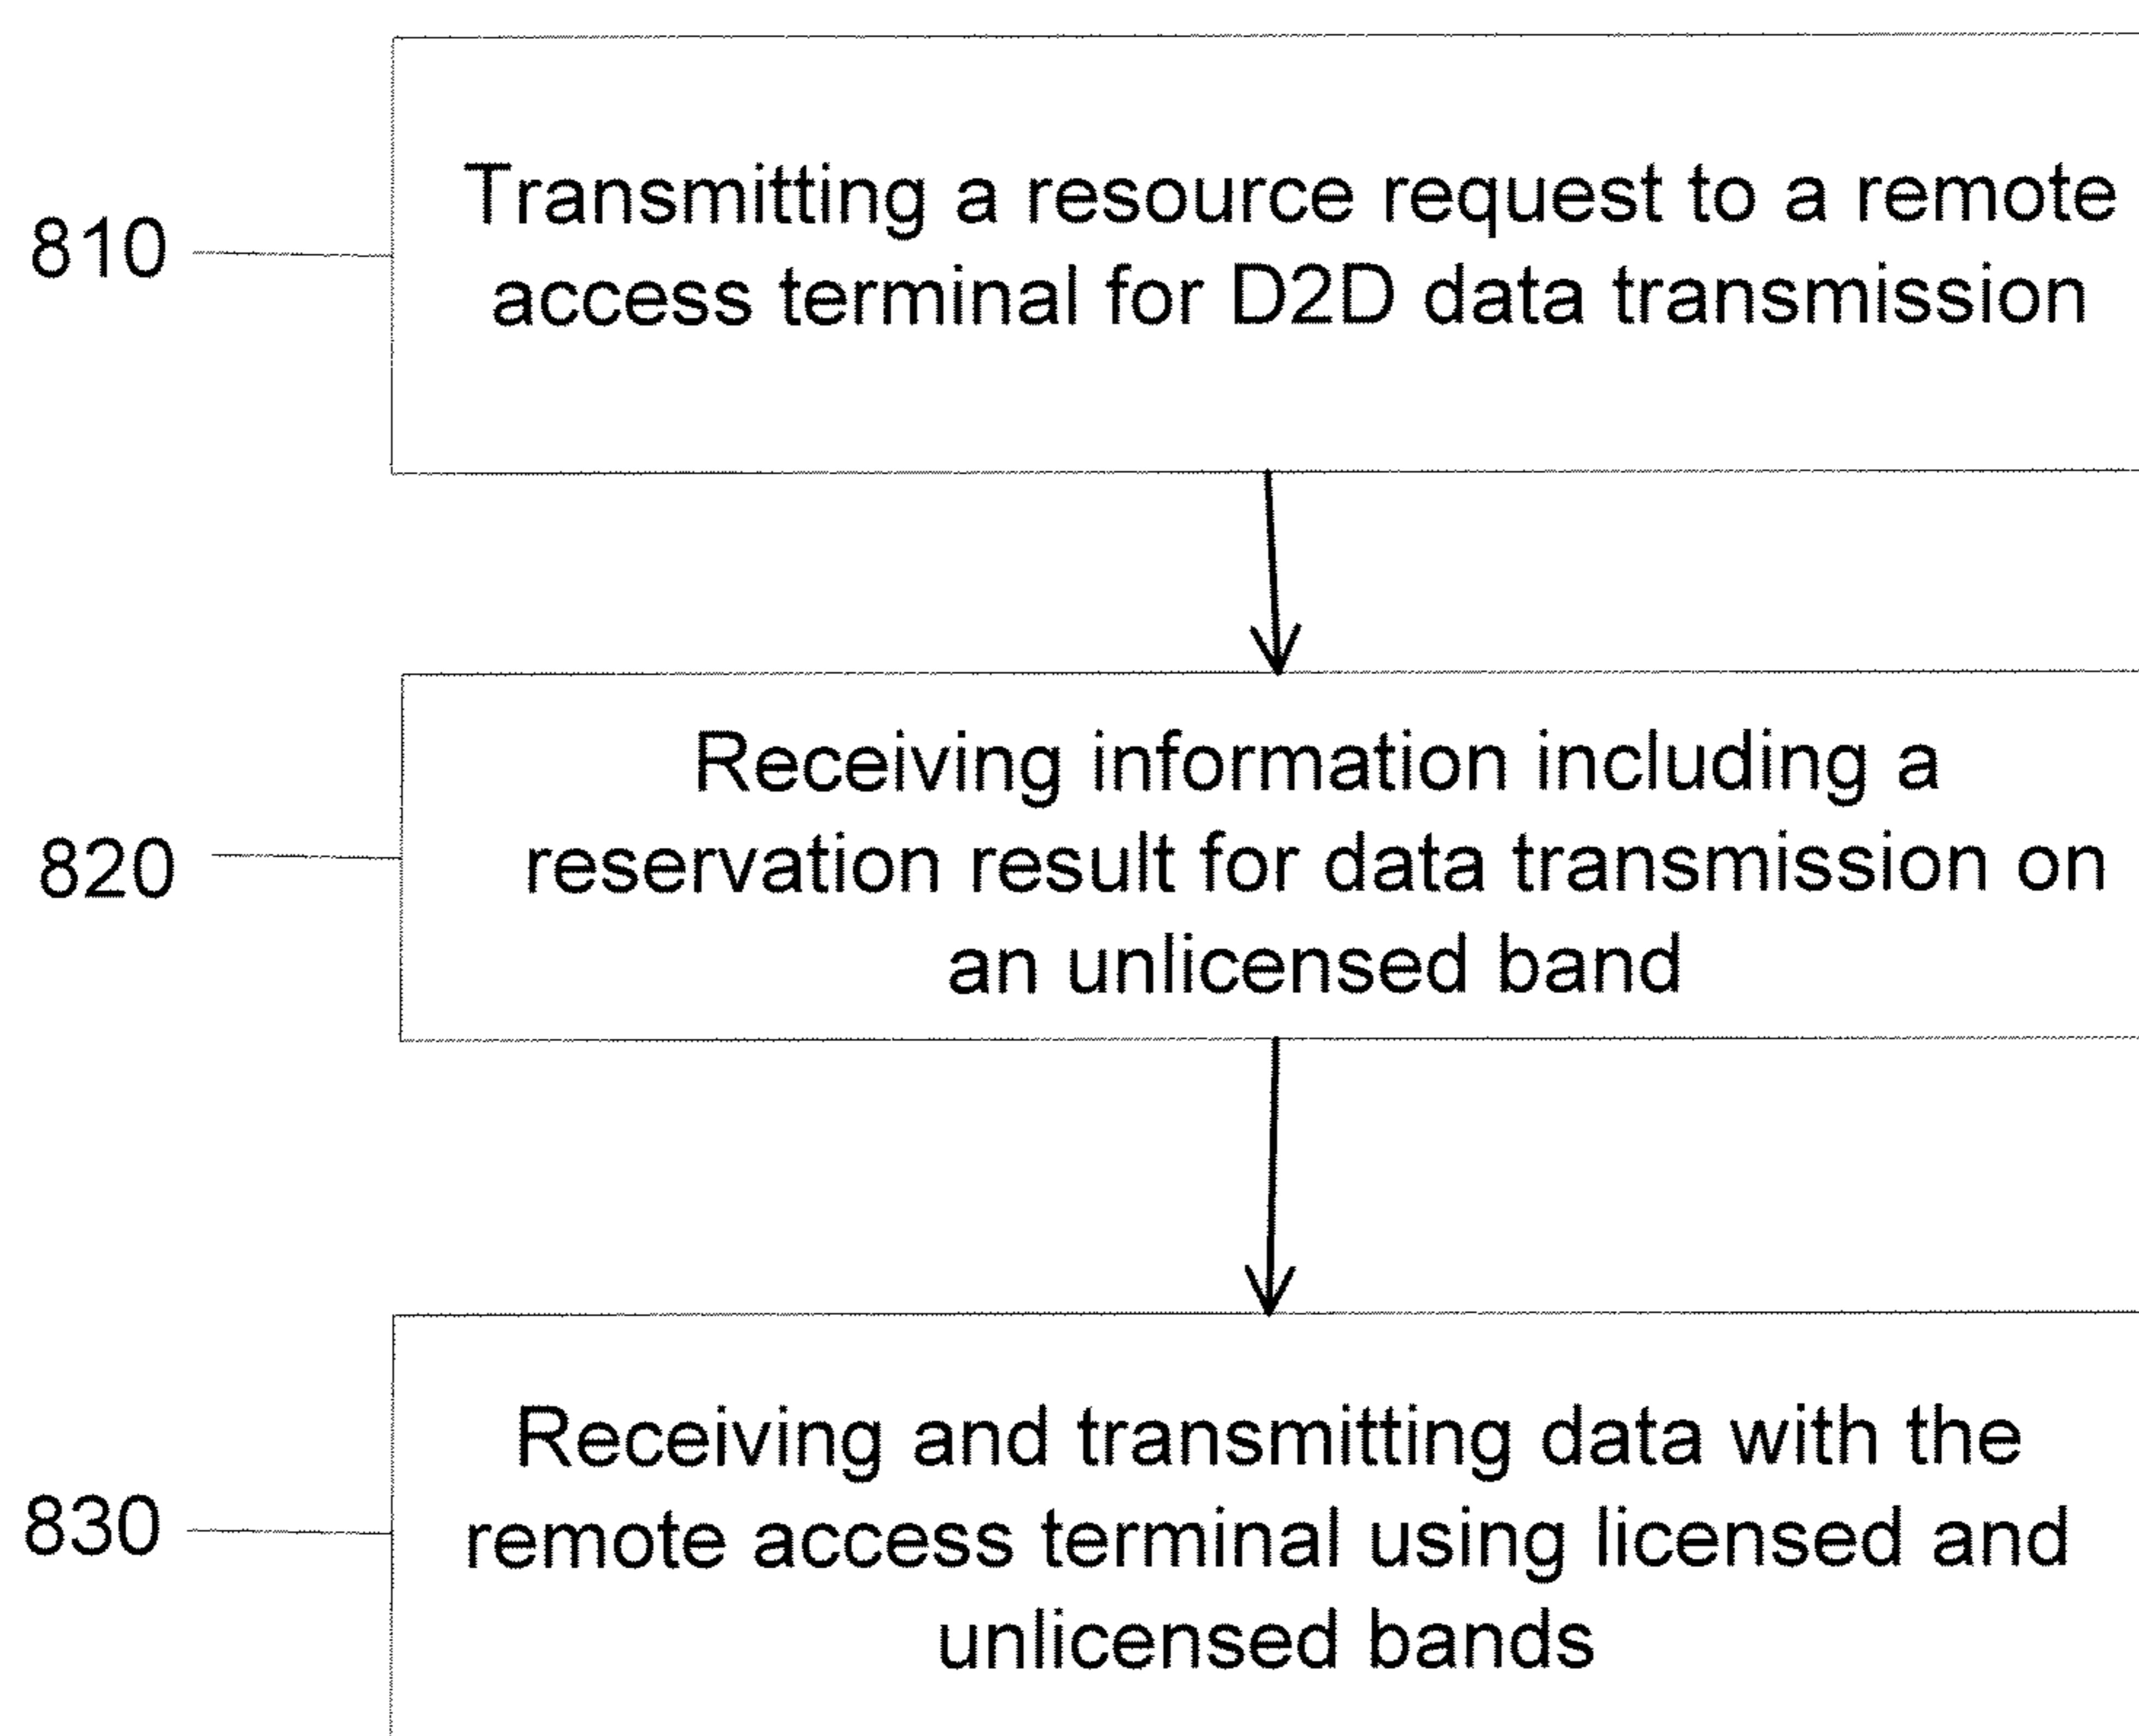 810
Transmitting a resource request to a remote
access terminal for D2D data transmission
820
Receiving information including a
reservation result for data transmission on
an unlicensed band
830
Receiving and transmitting data with the
remote access terminal using licensed and
unlicensed bands